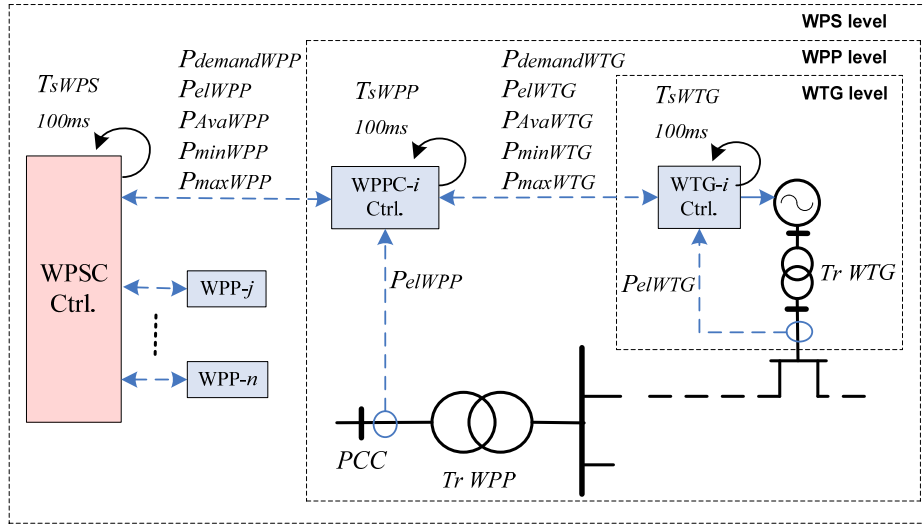 WPS level
WPP level
WTG level
TsWPS
100ms
PdemandWPP
PelWPP
PAvaWPP
PminWPP
PmaxWPP
TsWPP
100ms
PdemandWTG
PelWTG
PAvaWTG
PminWTG
PmaxWTG
TsWTG
100ms
WPSC
Ctrl.
WPPC-i
Ctrl.
WTG-i
Ctrl.
WPP-j
WPP-n
PelWPP
PelWTG
Tr WTG
PCC
Tr WPP